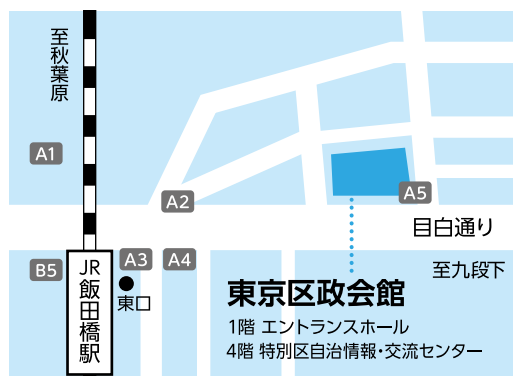 至秋葉原
A1
A2
A5
目白通り
至九段下
B5
JR飯田橋駅
A3
A4
東口
東京区政会館
1階 エントランスホール
4階 特別区自治情報・交流センター